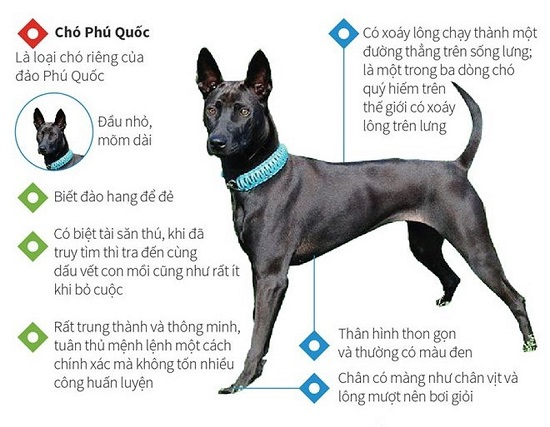 Chó Phú Quốc
Là loại chó riêng của
đảo Phú Quốc
Đầu nhỏ,
mõm dài
Biết đào hang để đẻ
Có biệt tài săn thú, khi đã
truy tìm thì tra đến cùng
dấu vết con mồi cũng như rất ít
khi bỏ cuộc
Rất trung thành và thông minh,
tuân thủ mệnh lệnh một cách
chính xác mà không tốn nhiều
công huấn luyện
Có xoáy lông chạy thành một
đường thẳng trên sống lưng;
là một trong ba dòng chó
quý hiếm trên
thế giới có xoáy
lông trên lưng
Thân hình thon gọn
và thường có màu đen
Chân có màng như chân vịt và
lông mượt nên bơi giỏi